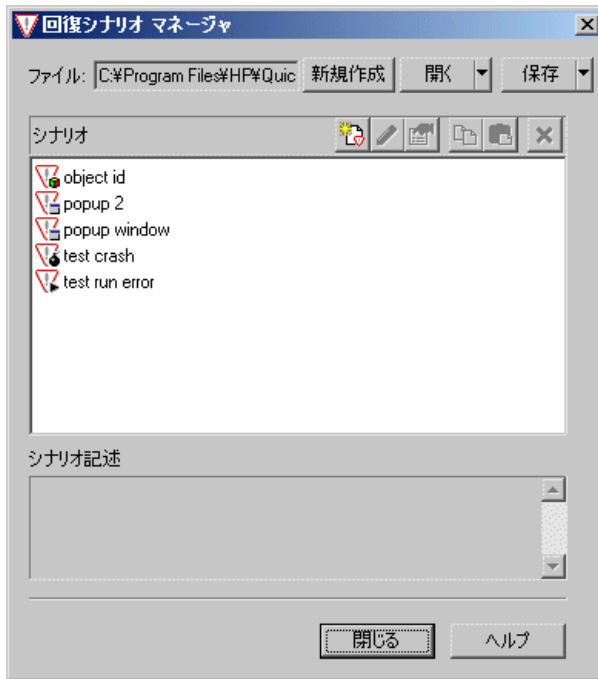 回復シナリオ マネージャ
ファイル: C:¥Program Files¥HP¥Quic 新規作成 開く 保存
シナリオ
object id
popup 2
popup window
test crash
test run error
シナリオ記述
閉じる ヘルプ